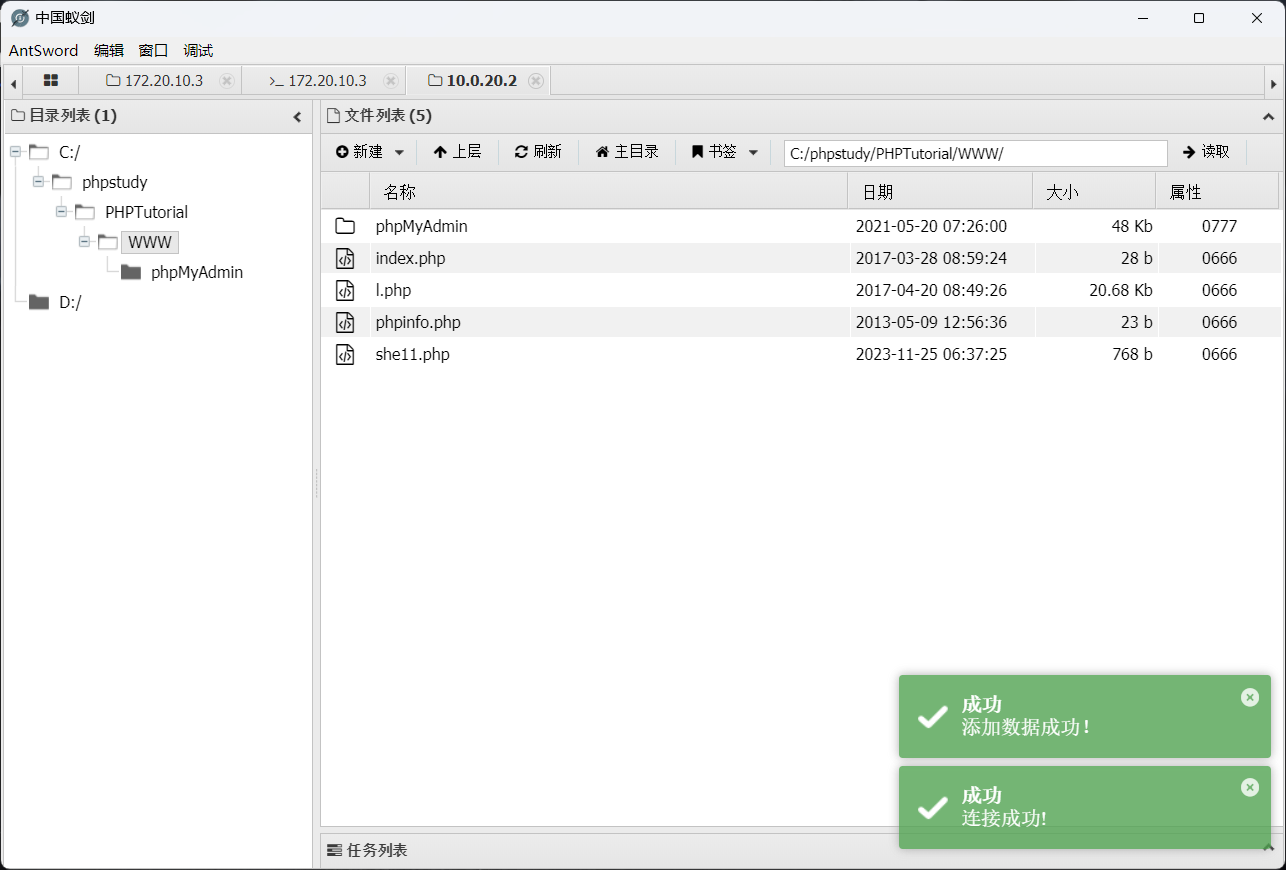 中国蚁剑
AntSword 编辑 窗口 调试
172.20.10.3 >_ 172.20.10.3 10.0.20.2
目录列表 (1)
C:/
phpstudy
PHPTutorial
WWW
phpMyAdmin
D:/
文件列表 (5)
新建 上层 刷新 主目录 书签 C:/phpstudy/PHPTutorial/WWW/ 读取
名称 日期 大小 属性
phpMyAdmin 2021-05-20 07:26:00 48 Kb 0777
index.php 2017-03-28 08:59:24 28 b 0666
l.php 2017-04-20 08:49:26 20.68 Kb 0666
phpinfo.php 2013-05-09 12:56:36 23 b 0666
she11.php 2023-11-25 06:37:25 768 b 0666
成功
添加数据成功！
成功
连接成功!
任务列表